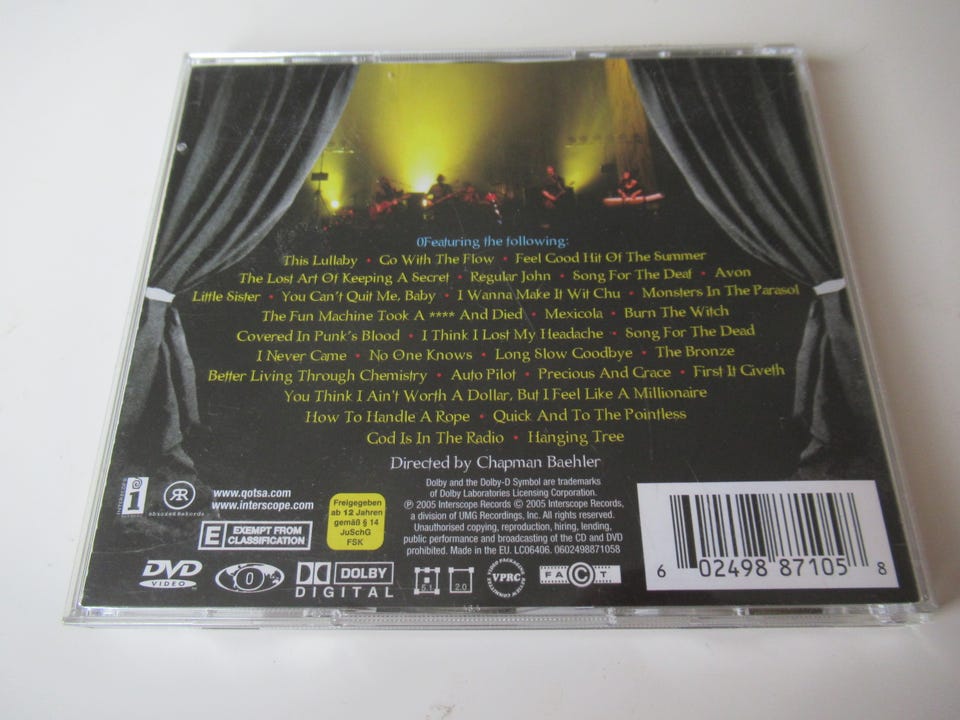 0Featuring the following:
This Lullaby • Go With The Flow • Feel Good Hit Of The Summer
The Lost Art Of Keeping A Secret • Regular John • Song For The Deaf • Avon
Little Sister • You Can't Quit Me, Baby • I Wanna Make It Wit Chu • Monsters In The Parasol
The Fun Machine Took A **** And Died • Mexicola • Burn The Witch
Covered In Punk's Blood • I Think I Lost My Headache • Song For The Dead
I Never Came • No One Knows • Long Slow Goodbye • The Bronze
Better Living Through Chemistry • Auto Pilot • Precious And Grace • First It Giveth
You Think I Ain't Worth A Dollar, But I Feel Like A Millionaire
How To Handle A Rope • Quick And To The Pointless
God Is In The Radio • Hanging Tree
Directed by Chapman Baehler
www.qotsa.com
www.interscope.com
E EXEMPT FROM
CLASSIFICATION
Freigegeben
ab 12 Jahren
gemäß § 14
JuSchG
FSK
Dolby and the Dolby-D Symbol are trademarks
of Dolby Laboratories Licensing Corporation.
℗ 2005 Interscope Records © 2005 Interscope Records,
a division of UMG Recordings, Inc. All rights reserved.
Unauthorised copying, reproduction, hiring, lending,
public performance and broadcasting of the CD and DVD
prohibited. Made in the EU. LC06406. 0602498871058
DVD
VIDEO
0
DOLBY
DIGITAL
5.1
2.0
VPRC
FACT
6 02498 87105 8